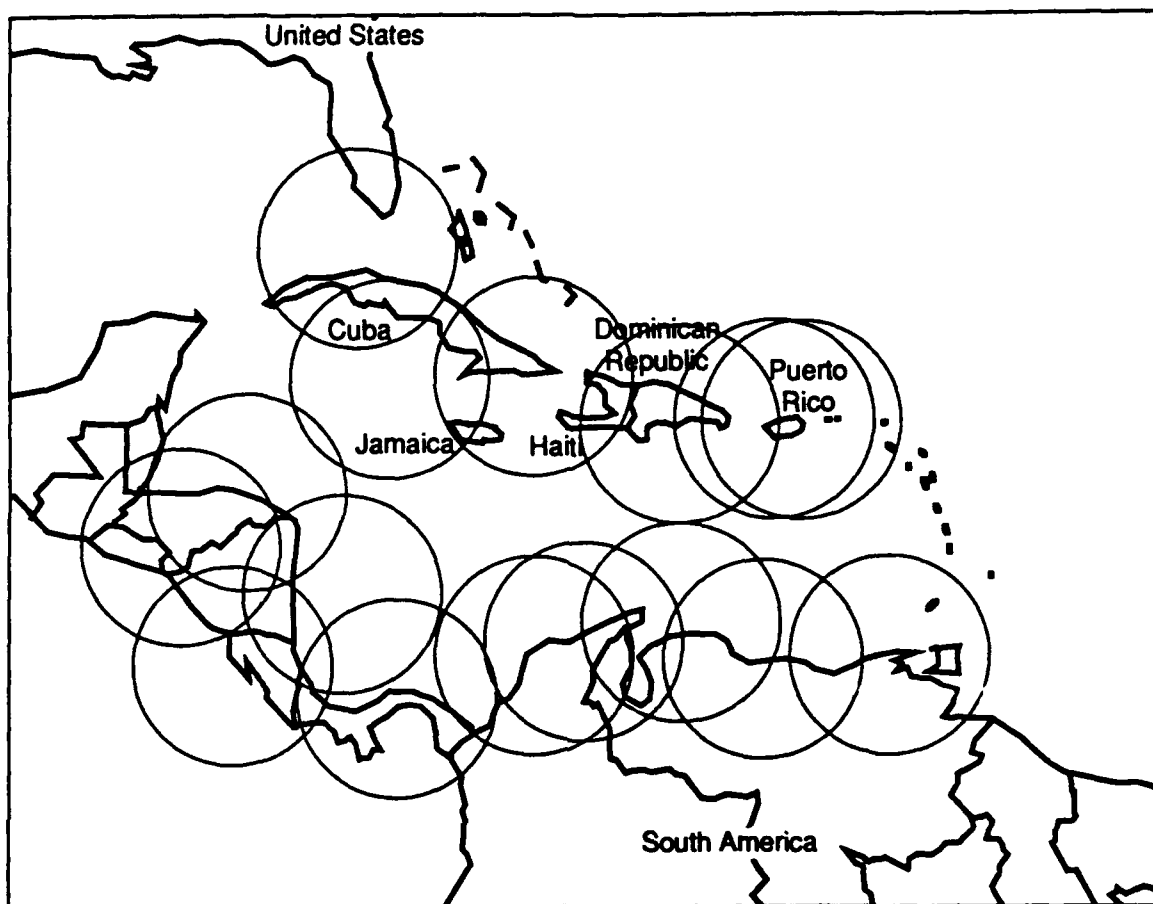 United States
Cuba
Dominican
Republic
Puerto
Rico
Jamaica
Haiti
South America